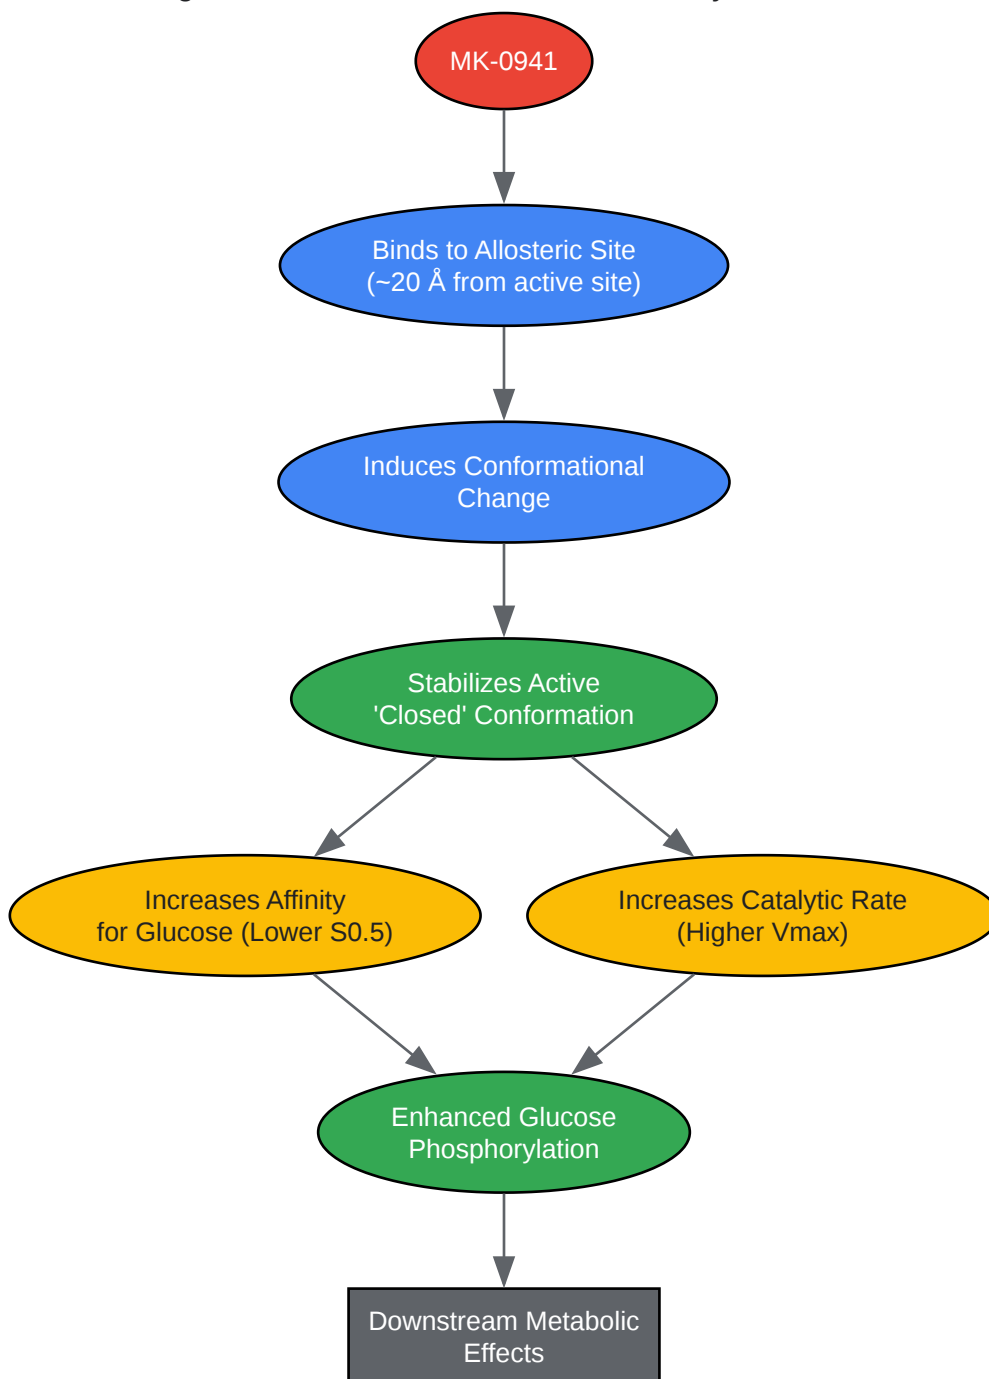 MK-0941
Binds to Allosteric Site
(~20 Å from active site)
Induces Conformational
Change
Stabilizes Active
'Closed' Conformation
Increases Affinity
for Glucose (Lower S0.5)
Increases Catalytic Rate
(Higher Vmax)
Enhanced Glucose
Phosphorylation
Downstream Metabolic
Effects